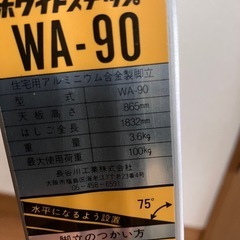 ホワイトステップ
WA-90
住宅用アルミニウム合金製脚立
型式 WA-90
天板高さ 865mm
はしご全長 1832mm
質量 3.6kg
最大使用荷重 100kg
長谷川工業株式会社
水平になるよう設置
75°
脚立のつかい方